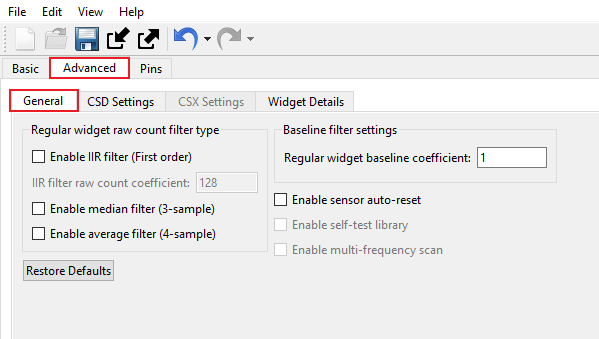 File Edit View Help
Basic Advanced Pins
General CSD Settings CSX Settings Widget Details
Regular widget raw count filter type
Enable IIR filter (First order)
IIR filter raw count coefficient: 128
Enable median filter (3-sample)
Enable average filter (4-sample)
Restore Defaults
Baseline filter settings
Regular widget baseline coefficient: 1
Enable sensor auto-reset
Enable self-test library
Enable multi-frequency scan